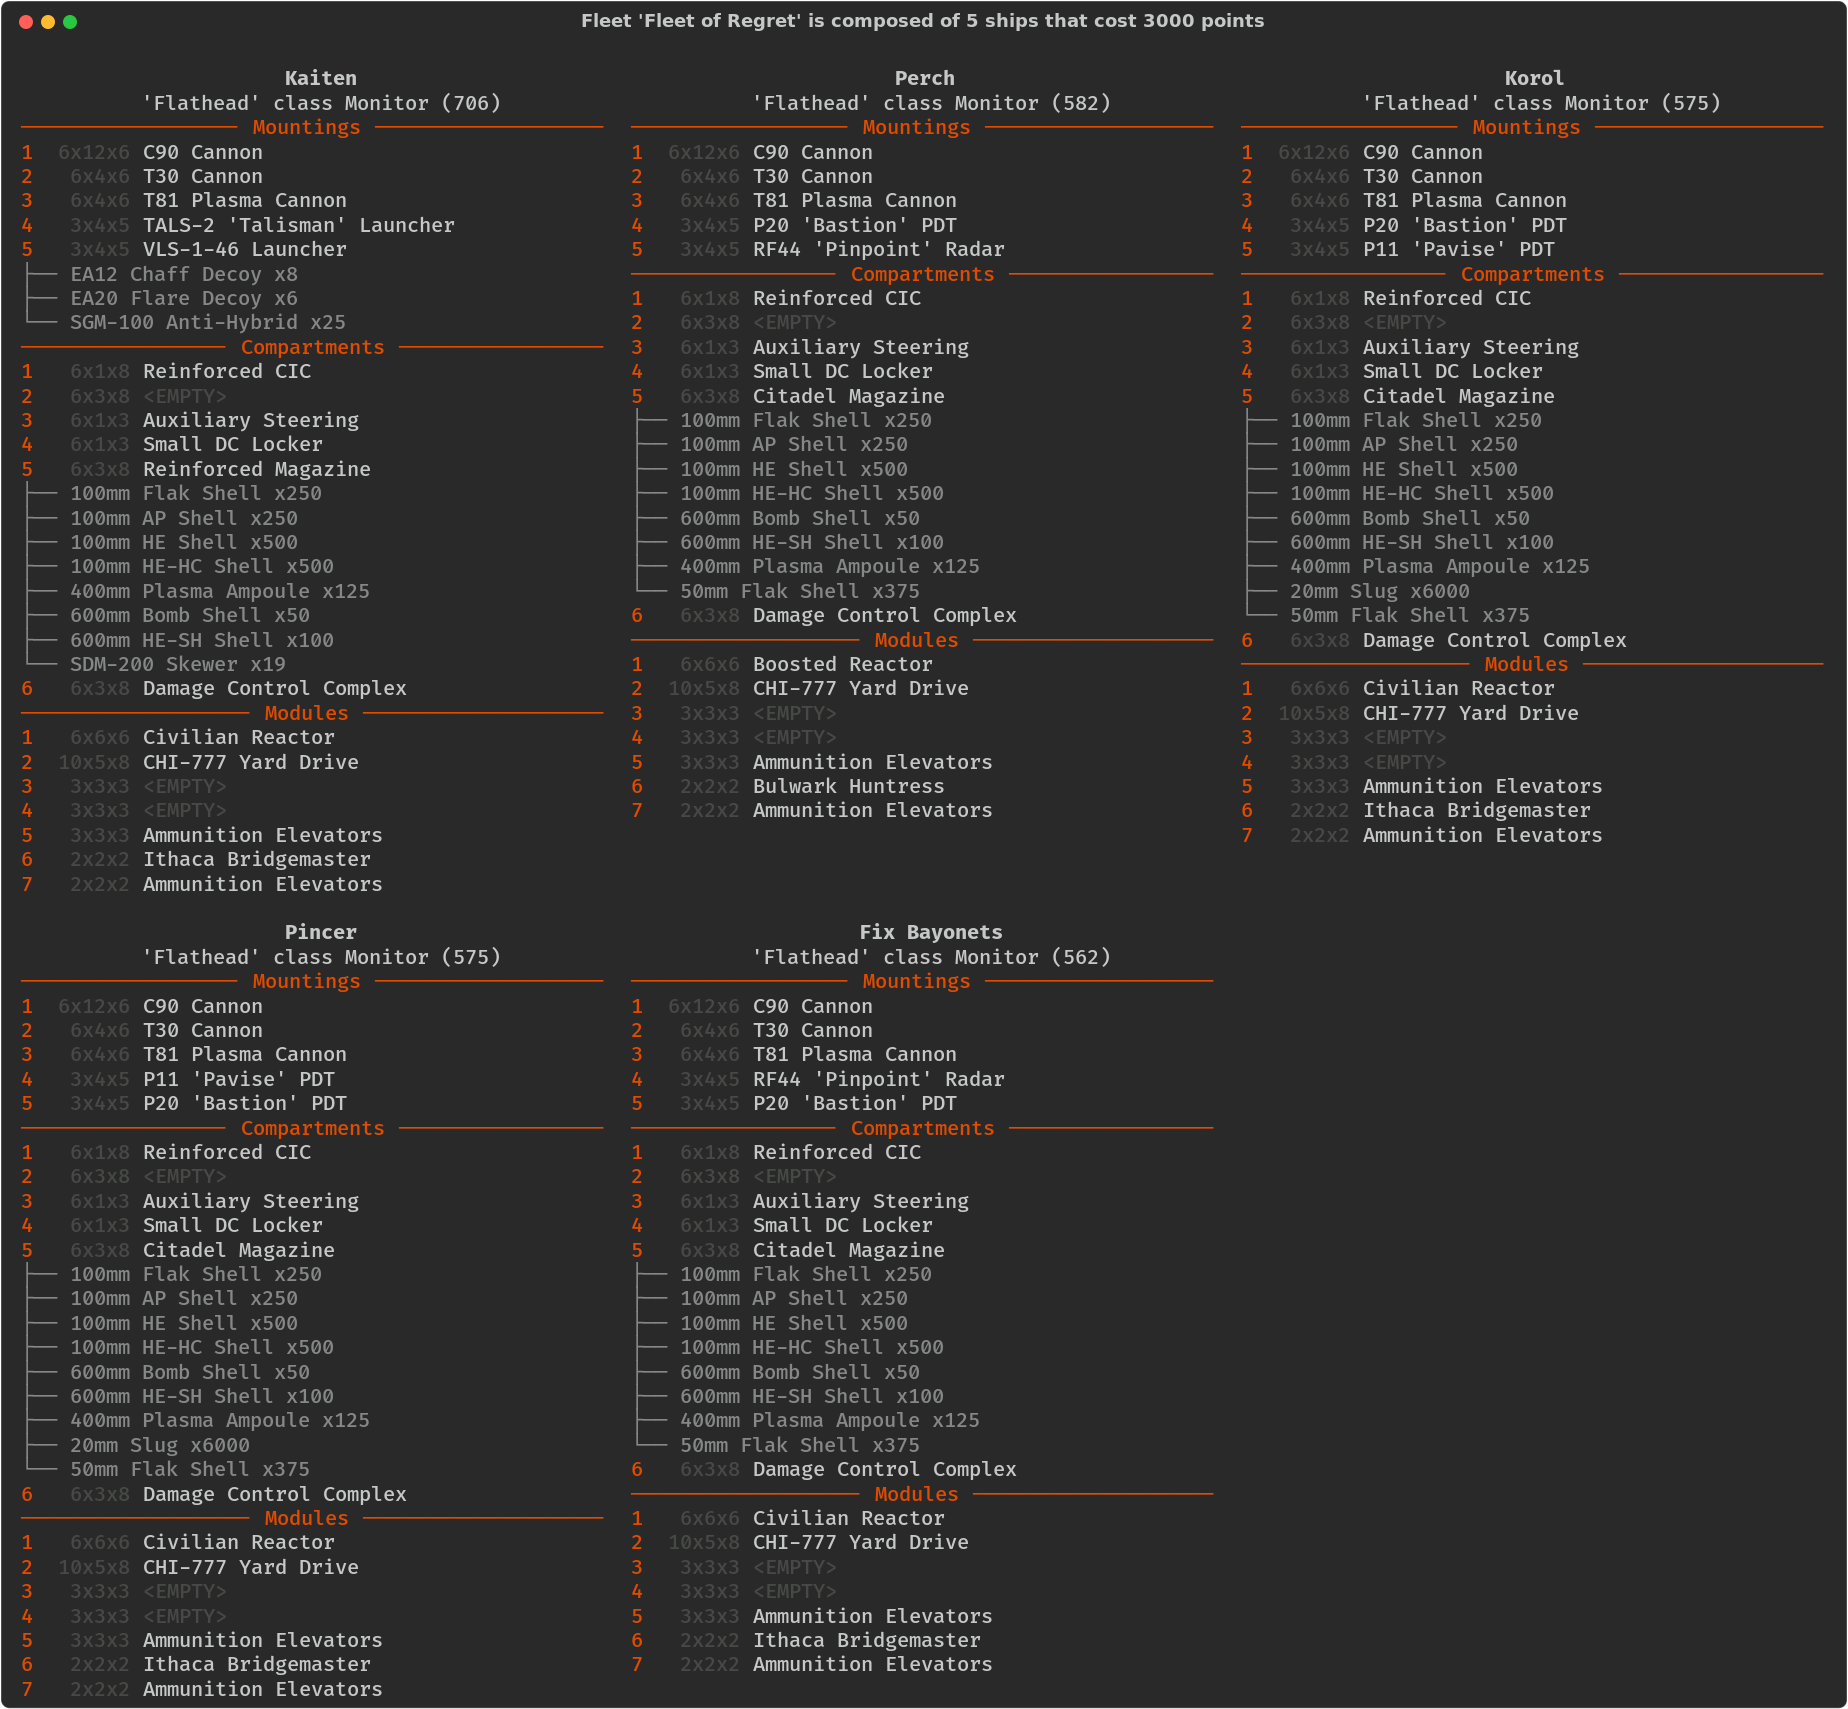 Fleet 'Fleet of Regret' is composed of 5 ships that cost 3000 points
Kaiten
'Flathead' class Monitor (706)
Mountings
1 6x12x6 C90 Cannon
2 6x4x6 T30 Cannon
3 6x4x6 T81 Plasma Cannon
4 3x4x5 TALS-2 'Talisman' Launcher
5 3x4x5 VLS-1-46 Launcher
EA12 Chaff Decoy x8
EA20 Flare Decoy x6
SGM-100 Anti-Hybrid x25
Compartments
1 6x1x8 Reinforced CIC
2 6x3x8 <EMPTY>
3 6x1x3 Auxiliary Steering
4 6x1x3 Small DC Locker
5 6x3x8 Reinforced Magazine
100mm Flak Shell x250
100mm AP Shell x250
100mm HE Shell x500
100mm HE-HC Shell x500
400mm Plasma Ampoule x125
600mm Bomb Shell x50
600mm HE-SH Shell x100
SDM-200 Skewer x19
6 6x3x8 Damage Control Complex
Modules
1 6x6x6 Civilian Reactor
2 10x5x8 CHI-777 Yard Drive
3 3x3x3 <EMPTY>
4 3x3x3 <EMPTY>
5 3x3x3 Ammunition Elevators
6 2x2x2 Ithaca Bridgemaster
7 2x2x2 Ammunition Elevators
Perch
'Flathead' class Monitor (582)
Mountings
1 6x12x6 C90 Cannon
2 6x4x6 T30 Cannon
3 6x4x6 T81 Plasma Cannon
4 3x4x5 P20 'Bastion' PDT
5 3x4x5 RF44 'Pinpoint' Radar
Compartments
1 6x1x8 Reinforced CIC
2 6x3x8 <EMPTY>
3 6x1x3 Auxiliary Steering
4 6x1x3 Small DC Locker
5 6x3x8 Citadel Magazine
100mm Flak Shell x250
100mm AP Shell x250
100mm HE Shell x500
100mm HE-HC Shell x500
600mm Bomb Shell x50
600mm HE-SH Shell x100
400mm Plasma Ampoule x125
50mm Flak Shell x375
6 6x3x8 Damage Control Complex
Modules
1 6x6x6 Boosted Reactor
2 10x5x8 CHI-777 Yard Drive
3 3x3x3 <EMPTY>
4 3x3x3 <EMPTY>
5 3x3x3 Ammunition Elevators
6 2x2x2 Bulwark Huntress
7 2x2x2 Ammunition Elevators
Korol
'Flathead' class Monitor (575)
Mountings
1 6x12x6 C90 Cannon
2 6x4x6 T30 Cannon
3 6x4x6 T81 Plasma Cannon
4 3x4x5 P20 'Bastion' PDT
5 3x4x5 P11 'Pavise' PDT
Compartments
1 6x1x8 Reinforced CIC
2 6x3x8 <EMPTY>
3 6x1x3 Auxiliary Steering
4 6x1x3 Small DC Locker
5 6x3x8 Citadel Magazine
100mm Flak Shell x250
100mm AP Shell x250
100mm HE Shell x500
100mm HE-HC Shell x500
600mm Bomb Shell x50
600mm HE-SH Shell x100
400mm Plasma Ampoule x125
20mm Slug x6000
50mm Flak Shell x375
6 6x3x8 Damage Control Complex
Modules
1 6x6x6 Civilian Reactor
2 10x5x8 CHI-777 Yard Drive
3 3x3x3 <EMPTY>
4 3x3x3 <EMPTY>
5 3x3x3 Ammunition Elevators
6 2x2x2 Ithaca Bridgemaster
7 2x2x2 Ammunition Elevators
Pincer
'Flathead' class Monitor (575)
Mountings
1 6x12x6 C90 Cannon
2 6x4x6 T30 Cannon
3 6x4x6 T81 Plasma Cannon
4 3x4x5 P11 'Pavise' PDT
5 3x4x5 P20 'Bastion' PDT
Compartments
1 6x1x8 Reinforced CIC
2 6x3x8 <EMPTY>
3 6x1x3 Auxiliary Steering
4 6x1x3 Small DC Locker
5 6x3x8 Citadel Magazine
100mm Flak Shell x250
100mm AP Shell x250
100mm HE Shell x500
100mm HE-HC Shell x500
600mm Bomb Shell x50
600mm HE-SH Shell x100
400mm Plasma Ampoule x125
20mm Slug x6000
50mm Flak Shell x375
6 6x3x8 Damage Control Complex
Modules
1 6x6x6 Civilian Reactor
2 10x5x8 CHI-777 Yard Drive
3 3x3x3 <EMPTY>
4 3x3x3 <EMPTY>
5 3x3x3 Ammunition Elevators
6 2x2x2 Ithaca Bridgemaster
7 2x2x2 Ammunition Elevators
Fix Bayonets
'Flathead' class Monitor (562)
Mountings
1 6x12x6 C90 Cannon
2 6x4x6 T30 Cannon
3 6x4x6 T81 Plasma Cannon
4 3x4x5 RF44 'Pinpoint' Radar
5 3x4x5 P20 'Bastion' PDT
Compartments
1 6x1x8 Reinforced CIC
2 6x3x8 <EMPTY>
3 6x1x3 Auxiliary Steering
4 6x1x3 Small DC Locker
5 6x3x8 Citadel Magazine
100mm Flak Shell x250
100mm AP Shell x250
100mm HE Shell x500
100mm HE-HC Shell x500
600mm Bomb Shell x50
600mm HE-SH Shell x100
400mm Plasma Ampoule x125
50mm Flak Shell x375
6 6x3x8 Damage Control Complex
Modules
1 6x6x6 Civilian Reactor
2 10x5x8 CHI-777 Yard Drive
3 3x3x3 <EMPTY>
4 3x3x3 <EMPTY>
5 3x3x3 Ammunition Elevators
6 2x2x2 Ithaca Bridgemaster
7 2x2x2 Ammunition Elevators